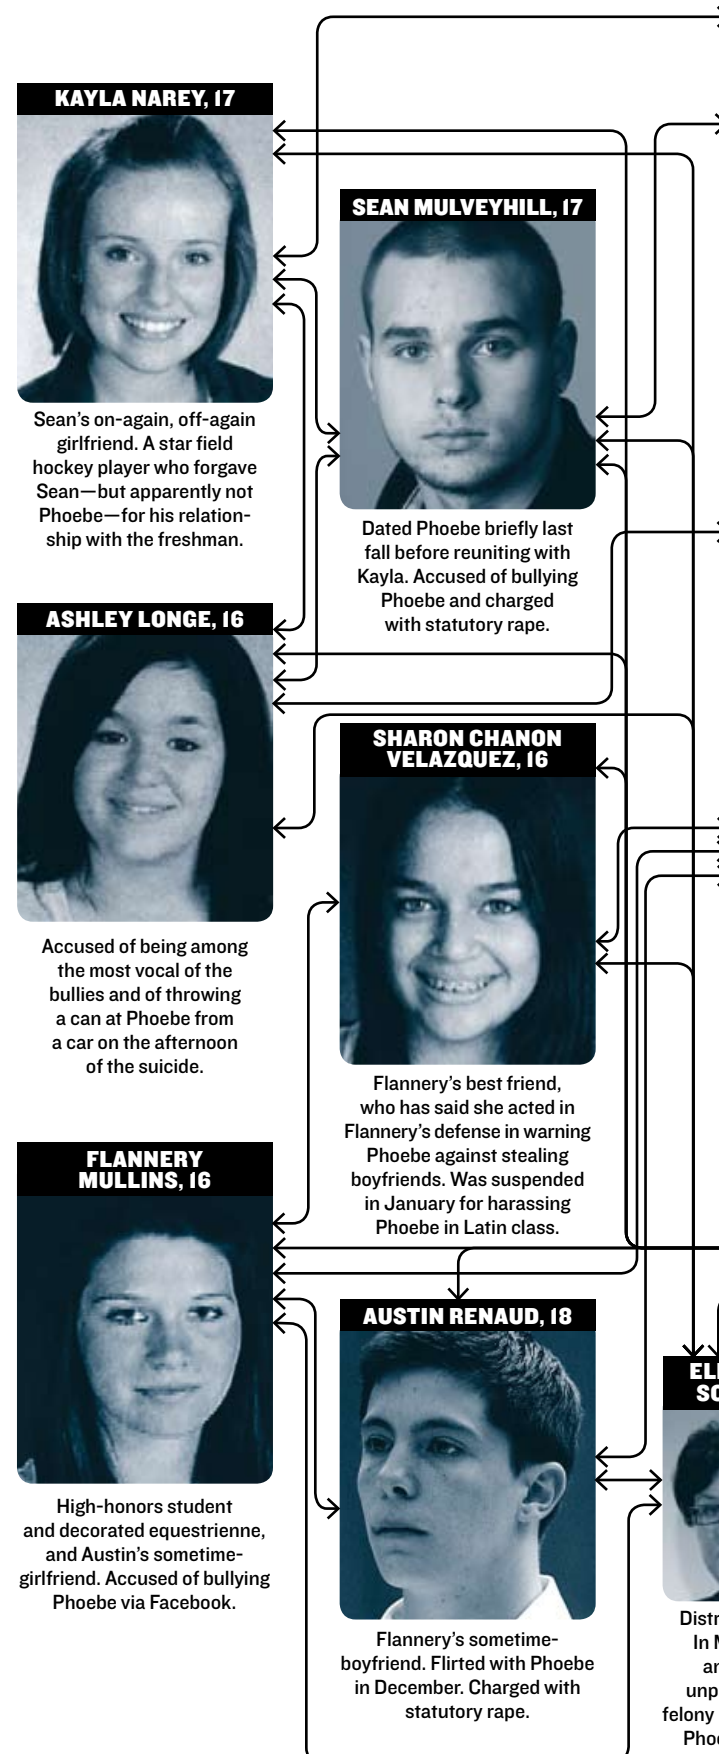 KAYLA NAREY, 17
Sean’s on-again, off-again
girlfriend. A star field
hockey player who forgave
Sean—but apparently not
Phoebe—for his relation-
ship with the freshman.
SEAN MULVEYHILL, 17
Dated Phoebe briefly last
fall before reuniting with
Kayla. Accused of bullying
Phoebe and charged
with statutory rape.
ASHLEY LONGE, 16
Accused of being among
the most vocal of the
bullies and of throwing
a can at Phoebe from
a car on the afternoon
of the suicide.
SHARON CHANON
VELAZQUEZ, 16
Flannery’s best friend,
who has said she acted in
Flannery’s defense in warning
Phoebe against stealing
boyfriends. Was suspended
in January for harassing
Phoebe in Latin class.
FLANNERY
MULLINS, 16
High-honors student
and decorated equestrienne,
and Austin’s sometime-
girlfriend. Accused of bullying
Phoebe via Facebook.
AUSTIN RENAUD, 18
Flannery’s sometime-
boyfriend. Flirted with Phoebe
in December. Charged with
statutory rape.
In
felony